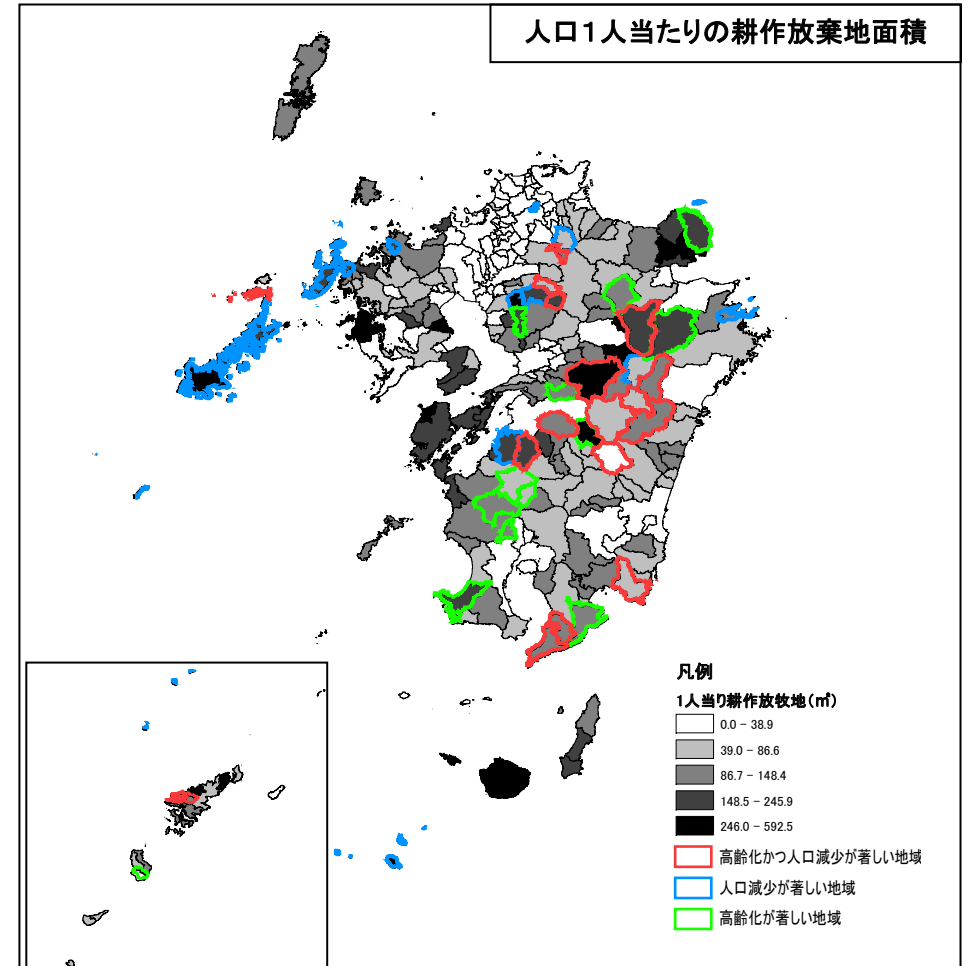 人口1人当たりの耕作放棄地面積
凡例
1人当り耕作放牧地(㎡)
0.0 - 38.9
39.0 - 86.6
86.7 - 148.4
148.5 - 245.9
246.0 - 592.5
高齢化かつ人口減少が著しい地域
人口減少が著しい地域
高齢化が著しい地域